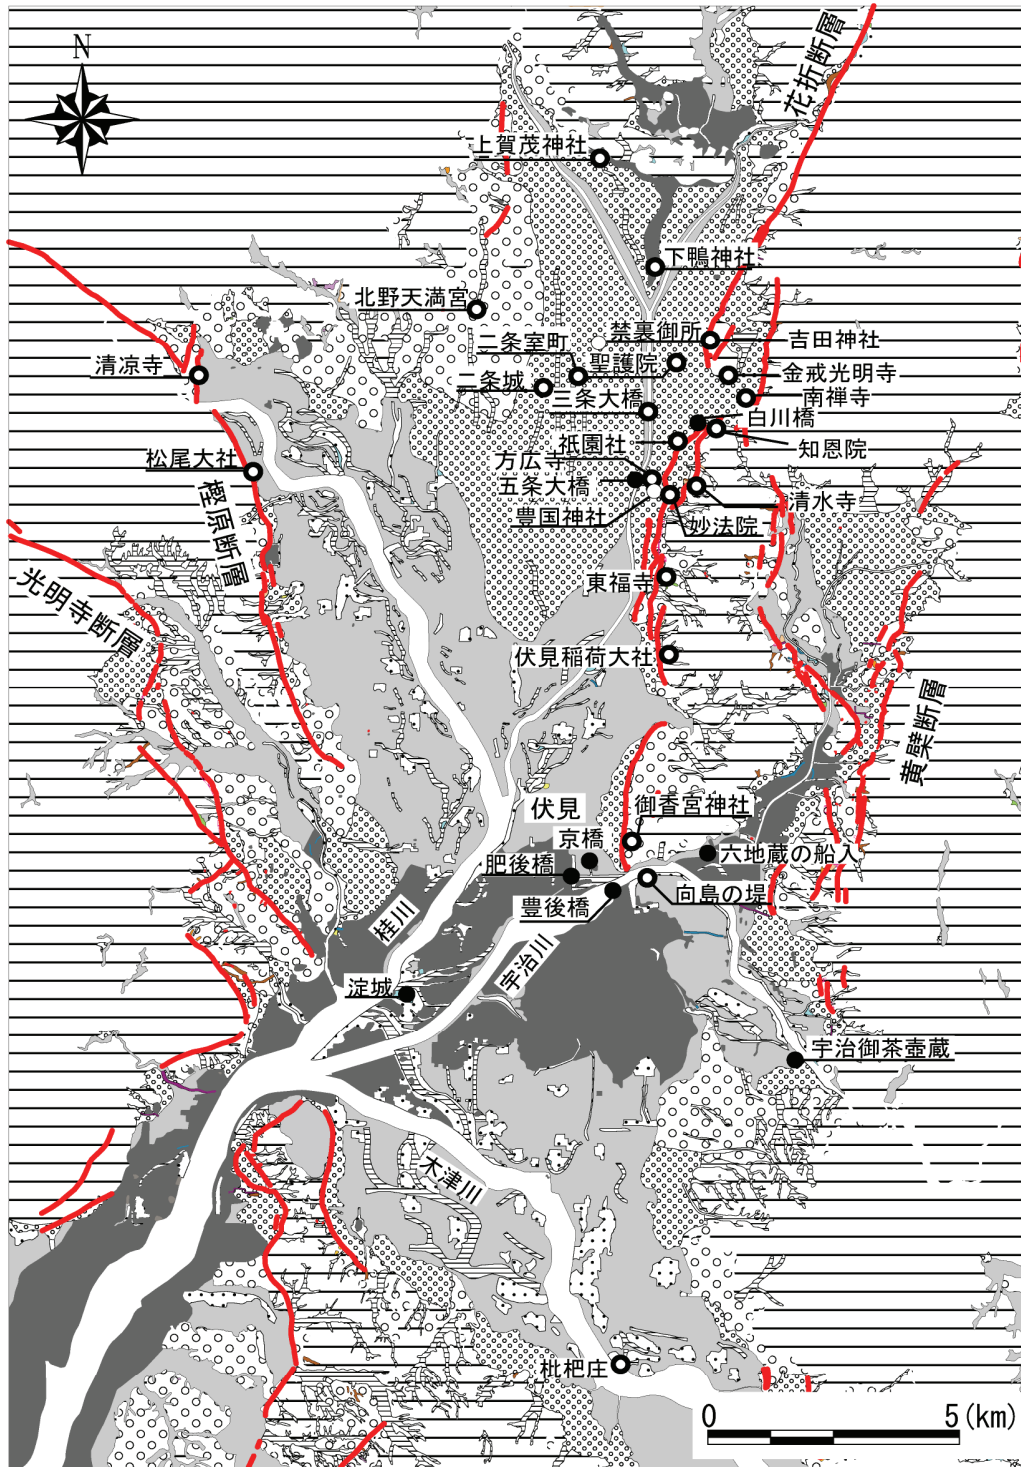 N
花折断層
上賀茂神社
下鴨神社
北野天満宮
禁裏御所
吉田神社
二条室町
聖護院
清凉寺
金戒光明寺
二条城
三条大橋
南禅寺
白川橋
祇園社
知恩院
松尾大社
方広寺
五条大橋
清水寺
樫原断層
豊国神社
妙法院
光明寺断層
東福寺
伏見稲荷大社
黄檗断層
伏見
御香宮神社
京橋
六地蔵の船入
肥後橋
向島の堤
豊後橋
桂川
宇治川
淀城
宇治御茶壺蔵
木津川
枇杷庄
0 5(km)